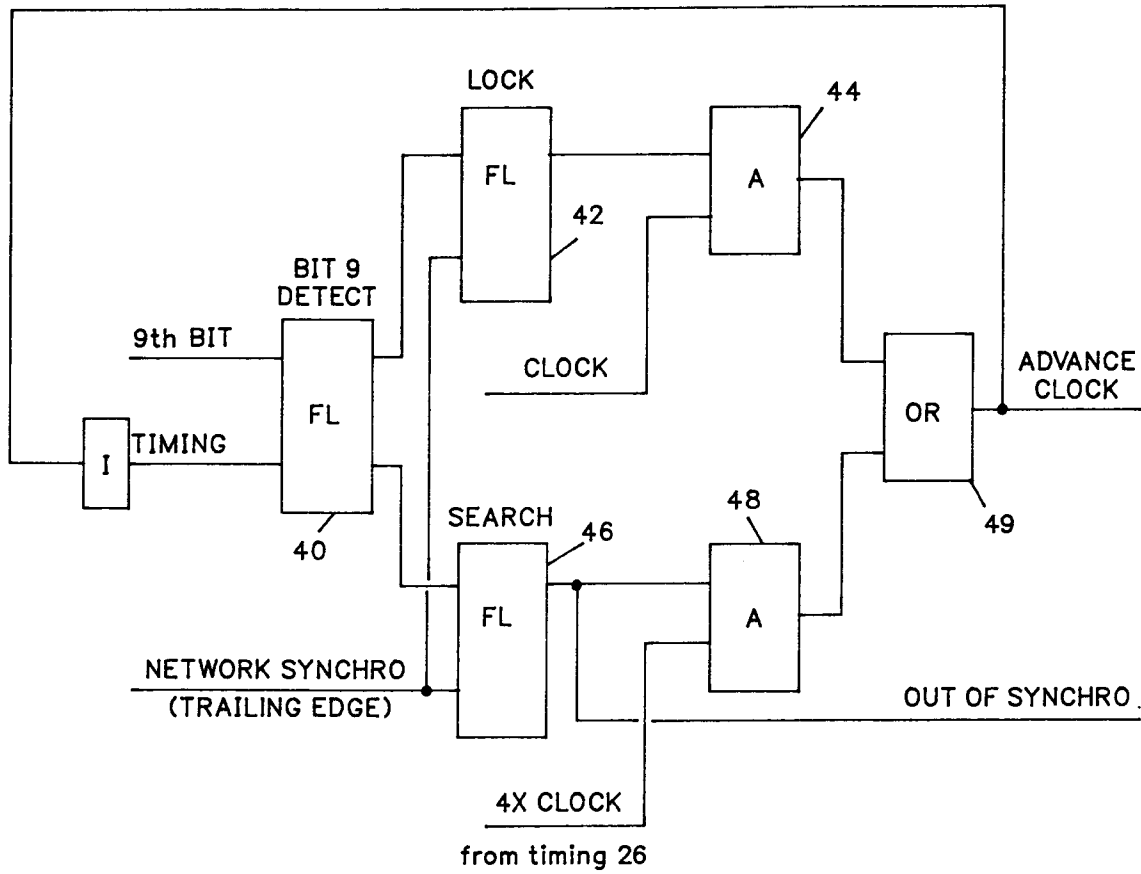 LOCK
44
FL
A
42
BIT 9
DETECT
9th BIT
CLOCK
ADVANCE
CLOCK
FL
OR
I
TIMING
SEARCH
46
48
49
40
FL
A
NETWORK SYNCHRO
(TRAILING EDGE)
OUT OF SYNCHRO
4X CLOCK
from timing 26